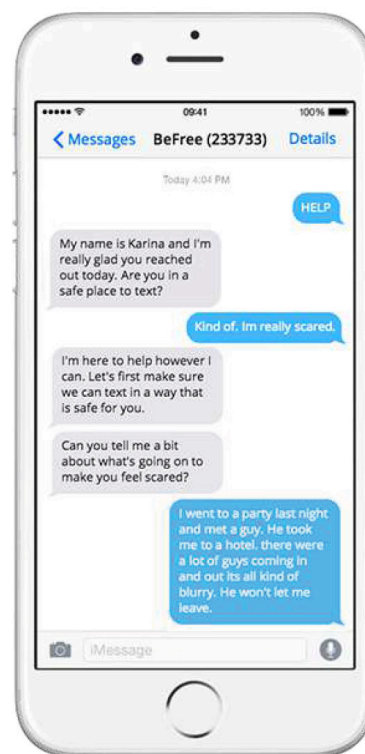 09:41
100%
Messages
BeFree (233733)
Details
Today 4:04 PM
HELP
My name is Karina and I'm
really glad you reached
out today. Are you in a
safe place to text?
Kind of. Im really scared.
I'm here to help however I
can. Let's first make sure
we can text in a way that
is safe for you.
Can you tell me a bit
about what's going on to
make you feel scared?
I went to a party last night
and met a guy. He took
me to a hotel. there were
a lot of guys coming in
and out its all kind of
blurry. He won't let me
leave.
iMessage